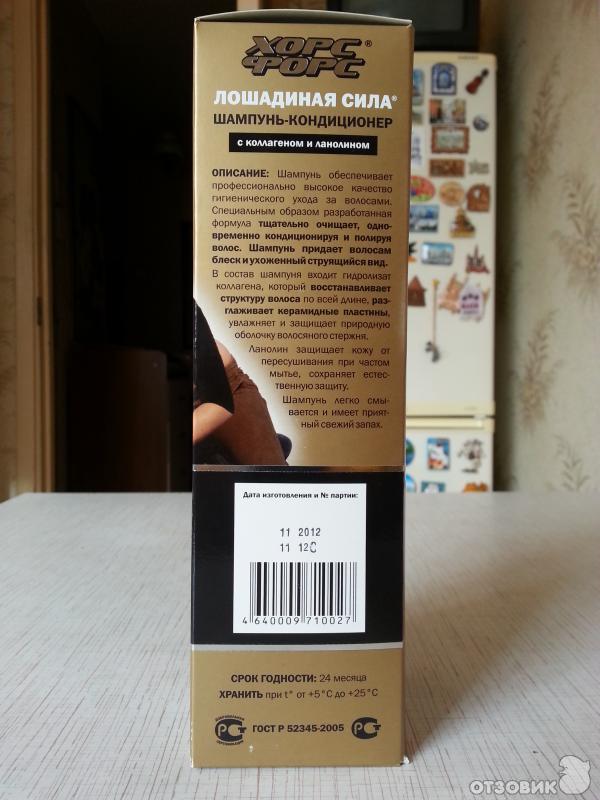 ХОРС®
ФОРС
ЛОШАДИНАЯ СИЛА®
ШАМПУНЬ-КОНДИЦИОНЕР
с коллагеном и ланолином
ОПИСАНИЕ: Шампунь обеспечивает
профессионально высокое качество
гигиенического ухода за волосами.
Специальным образом разработанная
формула тщательно очищает, одно-
временно кондиционируя и полируя
волос. Шампунь придает волосам
блеск и ухоженный струящийся вид.
В состав шампуня входит гидролизат
коллагена, который восстанавливает
структуру волоса по всей длине, раз-
глаживает керамидные пластины,
увлажняет и защищает природную
оболочку волосяного стержня.
Ланолин защищает кожу от
пересушивания при частом
мытье, сохраняет естес-
твенную защиту.
Шампунь легко смы-
вается и имеет прият-
ный свежий запах.
Дата изготовления и № партии:
11 2012
11 12С
4 640009 710027
СРОК ГОДНОСТИ: 24 месяца
ХРАНИТЬ при t° от +5°С до +25°С
ГОСТ Р 52345-2005
ОТЗОВИК